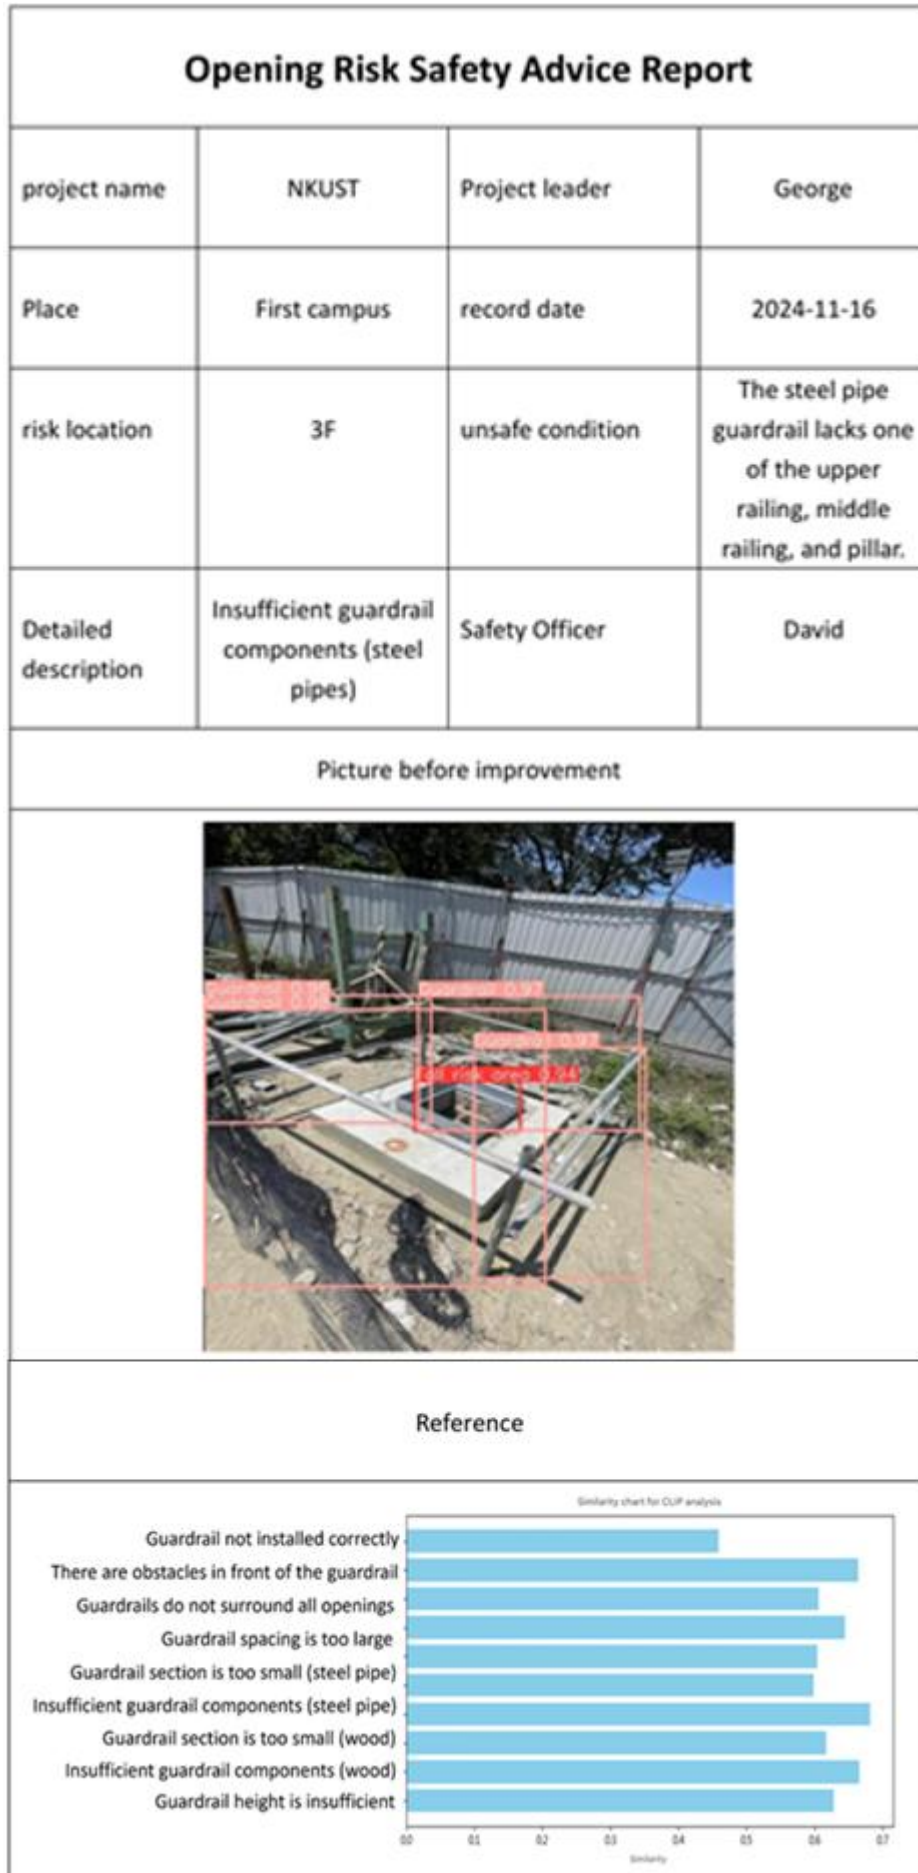 Opening Risk Safety Advice Report
project name
NKUST
Project leader
George
Place
First campus
record date
2024-11-16
risk location
3F
unsafe condition
The steel pipe
guardrail lacks one
of the upper
railing, middle
railing, and pillar.
Detailed
description
Insufficient guardrail
components (steel
pipes)
Safety Officer
David
Picture before improvement
risk area 0.94
Reference
Similarity chart for CLIP analysis
Guardrail not installed correctly
There are obstacles in front of the guardrail
Guardrails do not surround all openings
Guardrail spacing is too large
Guardrail section is too small (steel pipe)
Insufficient guardrail components (steel pipe)
Guardrail section is too small (wood)
Insufficient guardrail components (wood)
Guardrail height is insufficient
0.0 0.1 0.2 0.3 0.4 0.5 0.6 0.7
Similarity